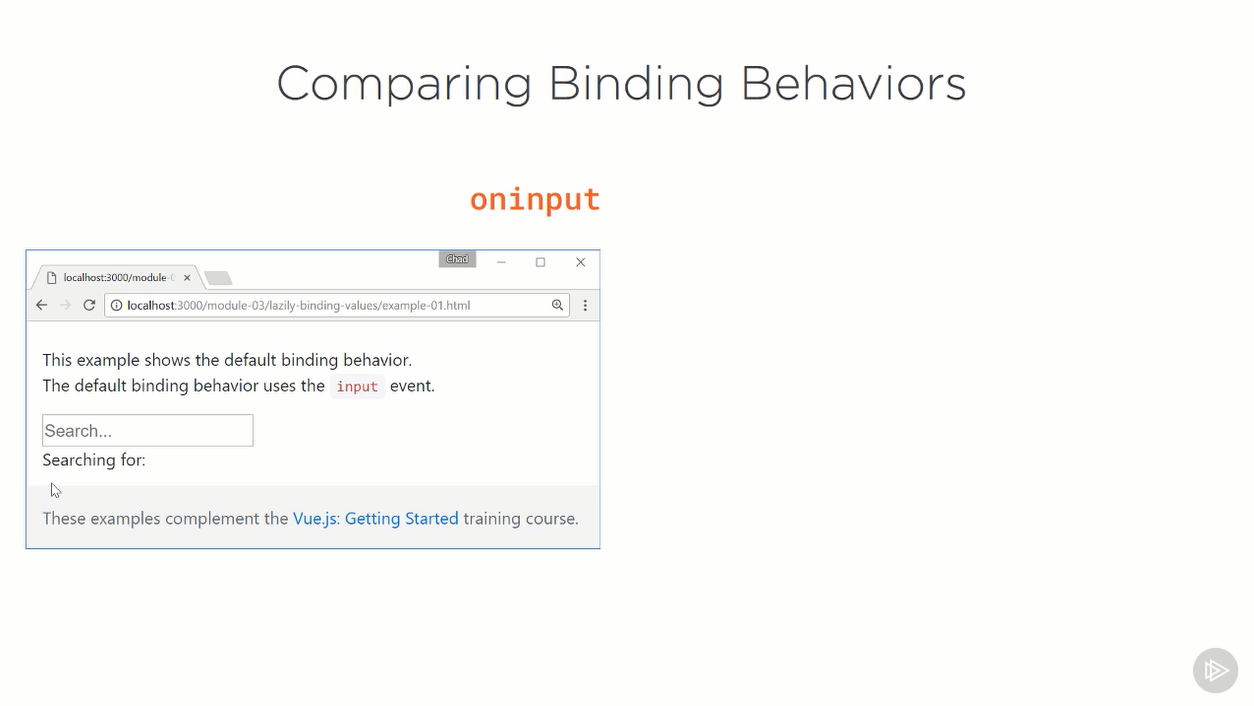 Comparing Binding Behaviors
oninput
Chad
localhost:3000/module-0
localhost:3000/module-03/lazily-binding-values/example-01.html
This example shows the default binding behavior.
The default binding behavior uses the input event.
Search...
Searching for:
These examples complement the Vue.js: Getting Started training course.